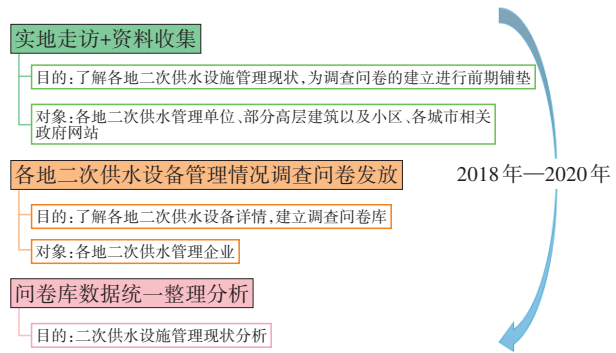 实地走访+资料收集
目的:了解各地二次供水设施管理现状,为调查问卷的建立进行前期铺垫
对象:各地二次供水管理单位、部分高层建筑以及小区、各城市相关
政府网站
各地二次供水设备管理情况调查问卷发放
2018年—2020年
目的:了解各地二次供水设备详情,建立调查问卷库
对象:各地二次供水管理企业
问卷库数据统一整理分析
目的:二次供水设施管理现状分析